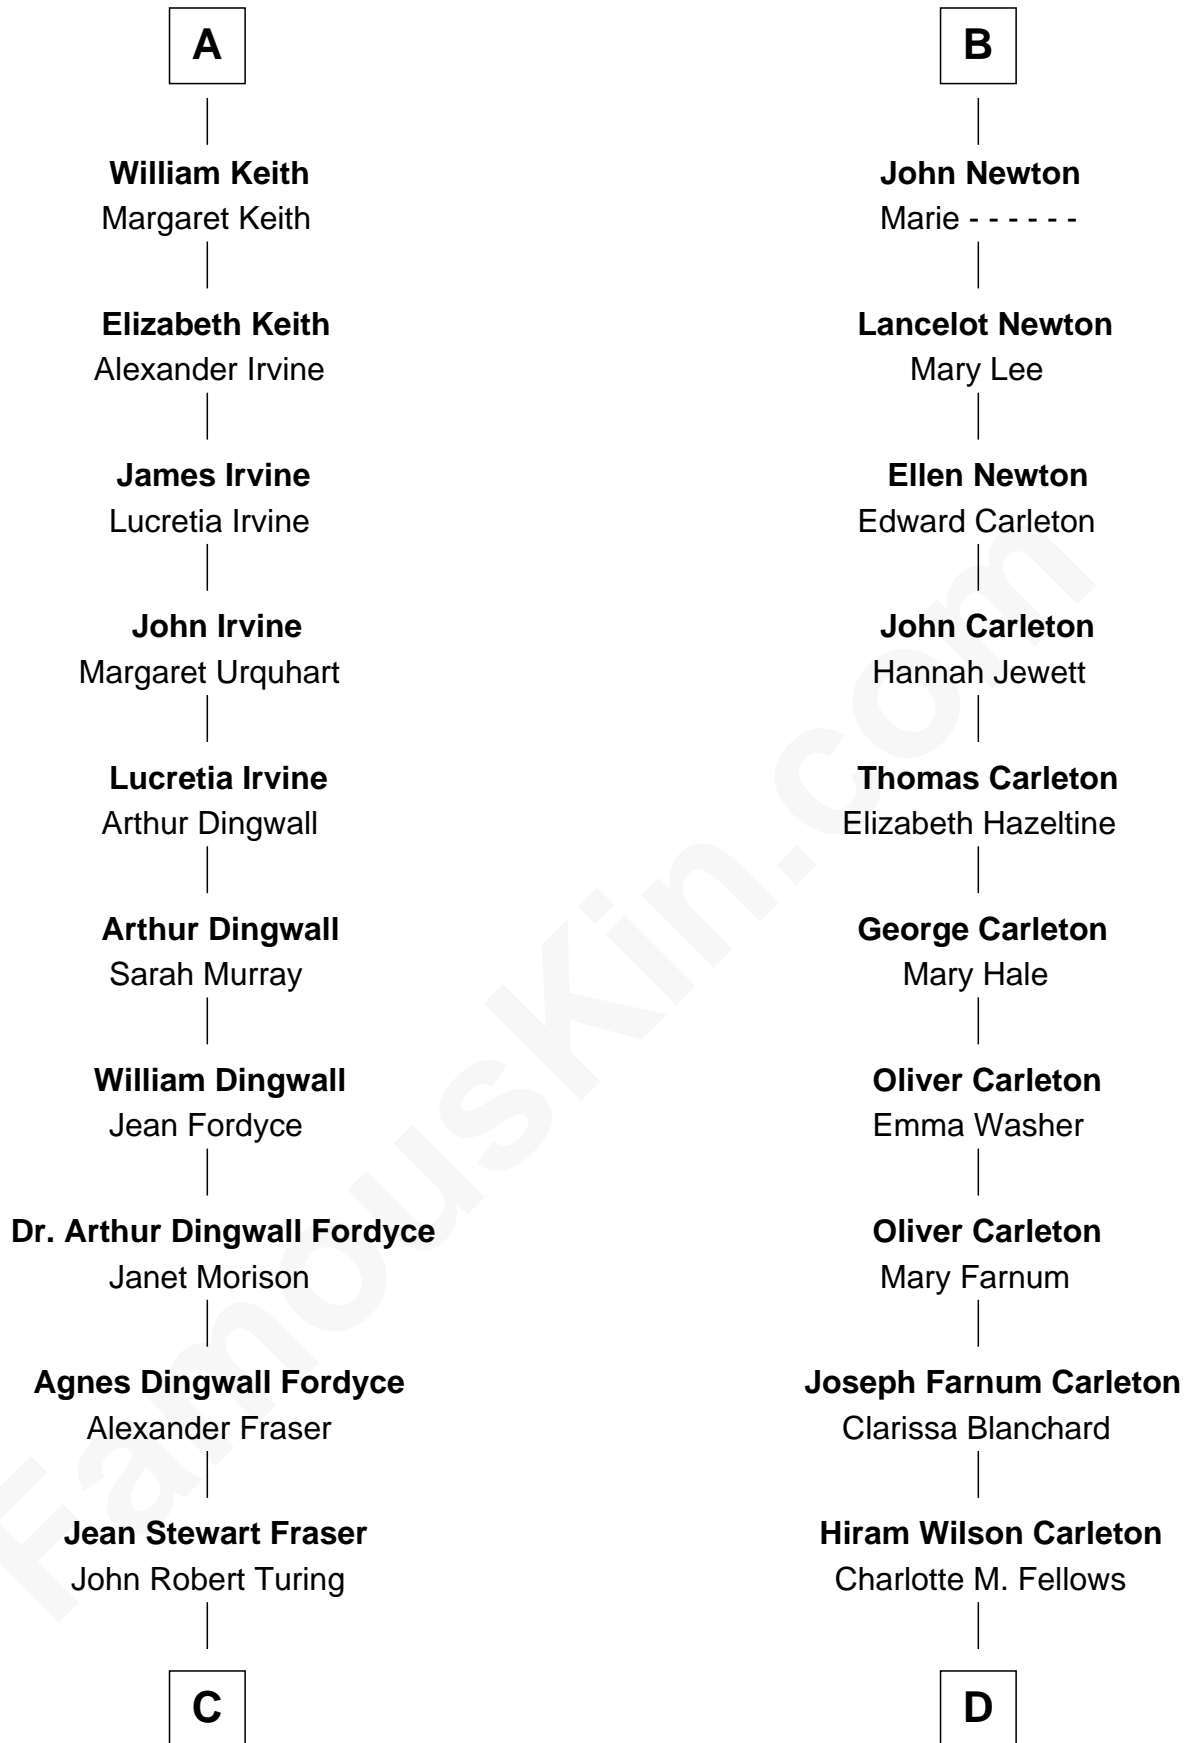 A
William Keith
Margaret Keith
Elizabeth Keith
Alexander Irvine
James Irvine
Lucretia Irvine
John Irvine
Margaret Urquhart
Lucretia Irvine
Arthur Dingwall
Arthur Dingwall
Sarah Murray
William Dingwall
Jean Fordyce
Dr. Arthur Dingwall Fordyce
Janet Morison
Agnes Dingwall Fordyce
Alexander Fraser
Jean Stewart Fraser
John Robert Turing
C
B
John Newton
Marie - - - - - -
Lancelot Newton
Mary Lee
Ellen Newton
Edward Carleton
John Carleton
Hannah Jewett
Thomas Carleton
Elizabeth Hazeltine
George Carleton
Mary Hale
Oliver Carleton
Emma Washer
Oliver Carleton
Mary Farnum
Joseph Farnum Carleton
Clarissa Blanchard
Hiram Wilson Carleton
Charlotte M. Fellows
D
FamousKin.com